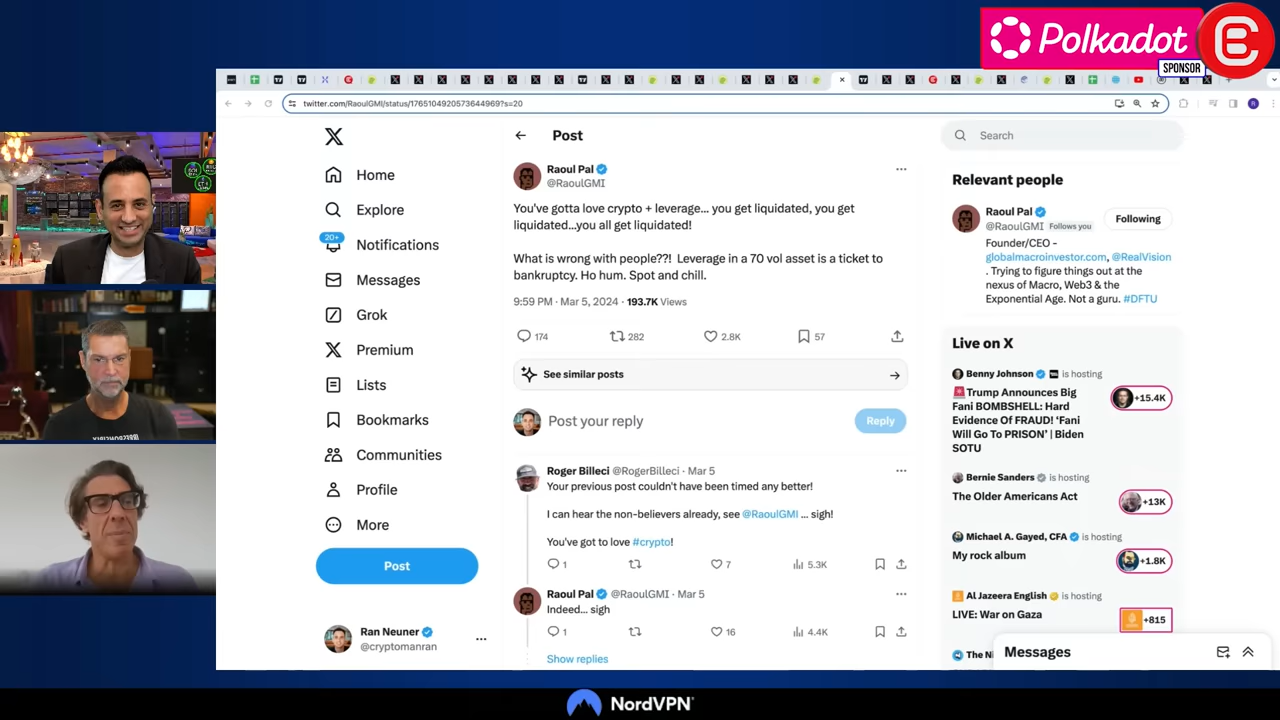 Polkadot
SPONSOR
twitter.com/RaoulGMI/status/1765104920573644969?s=20
Home
Explore
20+
Notifications
Messages
Grok
Premium
Lists
Bookmarks
Communities
Profile
More
Post
Ran Neuner
@cryptomanran
Post
Raoul Pal
@RaoulGMI
You've gotta love crypto + leverage... you get liquidated, you get
liquidated...you all get liquidated!
What is wrong with people??!  Leverage in a 70 vol asset is a ticket to
bankruptcy. Ho hum. Spot and chill.
9:59 PM · Mar 5, 2024 · 193.7K Views
174
282
2.8K
57
See similar posts
Post your reply
Reply
Roger Billeci @RogerBilleci · Mar 5
Your previous post couldn't have been timed any better!
I can hear the non-believers already, see @RaoulGMI ... sigh!
You've got to love #crypto!
1
7
5.3K
Raoul Pal @RaoulGMI · Mar 5
Indeed... sigh
1
16
4.4K
Show replies
Search
Relevant people
Raoul Pal
@RaoulGMI Follows you
Following
Founder/CEO -
globalmacroinvestor.com, @RealVision
. Trying to figure things out at the
nexus of Macro, Web3 & the
Exponential Age. Not a guru. #DFTU
Live on X
Benny Johnson is hosting
Trump Announces Big
Fani BOMBSHELL: Hard
Evidence Of FRAUD! 'Fani
Will Go To PRISON' | Biden
SOTU
+15.4K
Bernie Sanders is hosting
The Older Americans Act
+13K
Michael A. Gayed, CFA is hosting
My rock album
+1.8K
Al Jazeera English is hosting
LIVE: War on Gaza
+815
Messages
NordVPN